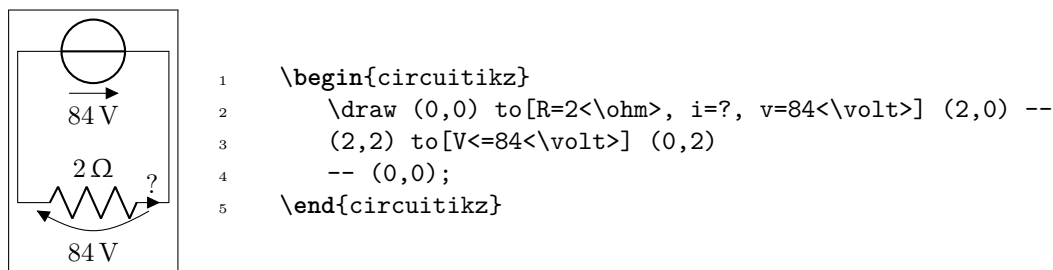 84 V
2 Ω
?
84 V
1 \begin{circuitikz}
2 \draw (0,0) to[R=2<\ohm>, i=?, v=84<\volt>] (2,0) --
3 (2,2) to[V<=84<\volt>] (0,2)
4 -- (0,0);
5 \end{circuitikz}